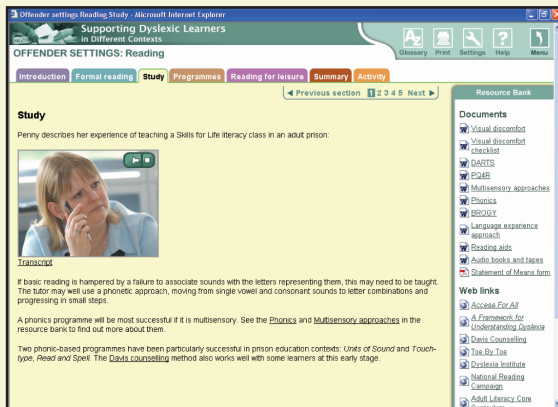 Offender settings Reading Study - Microsoft Internet Explorer
Supporting Dyslexic Learners
in Different Contexts
OFFENDER SETTINGS: Reading
Glossary Print Settings Help Menu
Introduction Formal reading Study Programmes Reading for leisure Summary Activity
Previous section 1 2 3 4 5 Next
Study
Penny describes her experience of teaching a Skills for Life literacy class in an adult prison:
Transcript
If basic reading is hampered by a failure to associate sounds with the letters representing them, this may need to be taught.
The tutor may well use a phonetic approach, moving from single vowel and consonant sounds to letter combinations and
progressing in small steps.
A phonics programme will be most successful if it is multisensory. See the Phonics and Multisensory approaches in the
resource bank to find out more about them.
Two phonic-based programmes have been particularly successful in prison education contexts: Units of Sound and Touch-
type, Read and Spell. The Davis counselling method also works well with some learners at this early stage.
Resource Bank
Documents
Visual discomfort
Visual discomfort
checklist
DARTS
PQ4R
Multisensory approaches
Phonics
BROGY
Language experience
approach
Reading aids
Audio books and tapes
Statement of Means form
Web links
Access For All
A Framework for
Understanding Dyslexia
Davis Counselling
Toe By Toe
Dyslexia Institute
National Reading
Campaign
Adult Literacy Core
Curriculum